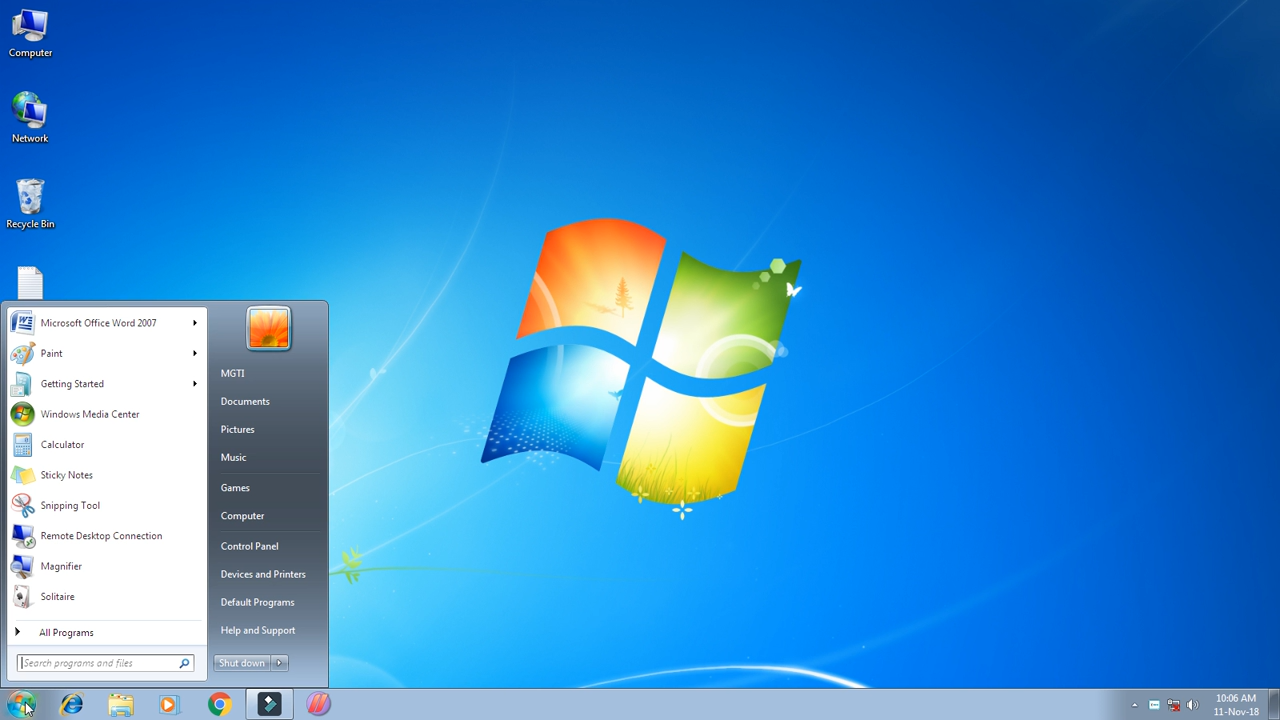 Computer
Network
Recycle Bin
Microsoft Office Word 2007
Paint
Getting Started
Windows Media Center
Calculator
Sticky Notes
Snipping Tool
Remote Desktop Connection
Magnifier
Solitaire
All Programs
Search programs and files
MGTI
Documents
Pictures
Music
Games
Computer
Control Panel
Devices and Printers
Default Programs
Help and Support
Shut down
10:06 AM
11-Nov-18